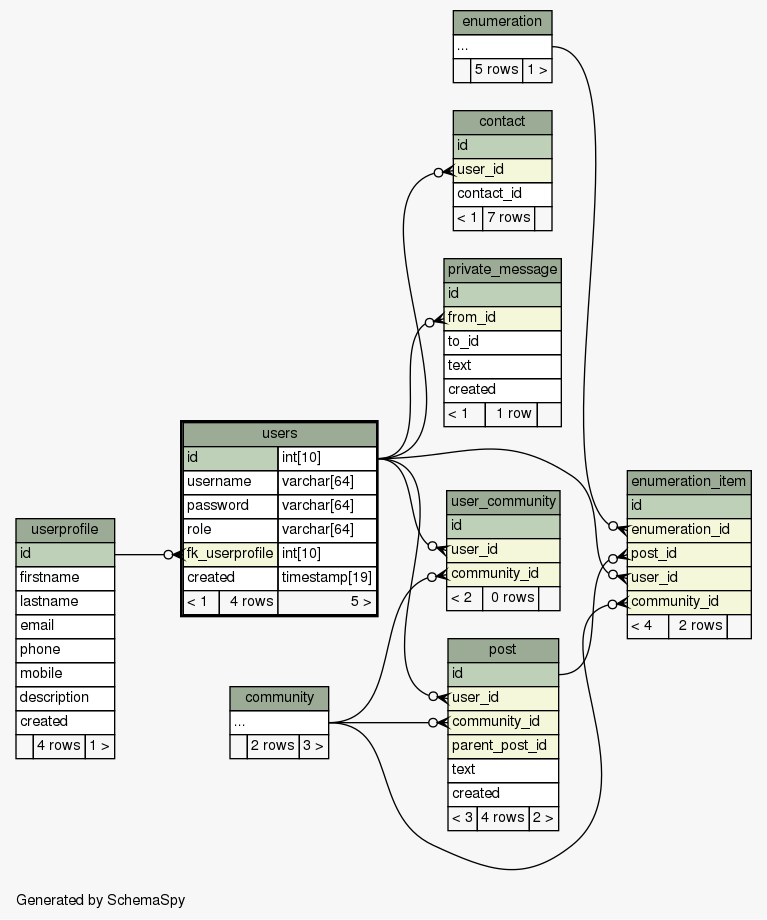 enumeration
...
5 rows 1 >
contact
id
user_id
contact_id
< 1 7 rows
private_message
id
from_id
to_id
text
created
< 1 1 row
users
id int[10]
username varchar[64]
password varchar[64]
role varchar[64]
fk_userprofile int[10]
created timestamp[19]
< 1 4 rows 5 >
userprofile
id
firstname
lastname
email
phone
mobile
description
created
4 rows 1 >
user_community
id
user_id
community_id
< 2 0 rows
enumeration_item
id
enumeration_id
post_id
user_id
community_id
< 4 2 rows
community
...
2 rows 3 >
post
id
user_id
community_id
parent_post_id
text
created
< 3 4 rows 2 >
Generated by SchemaSpy